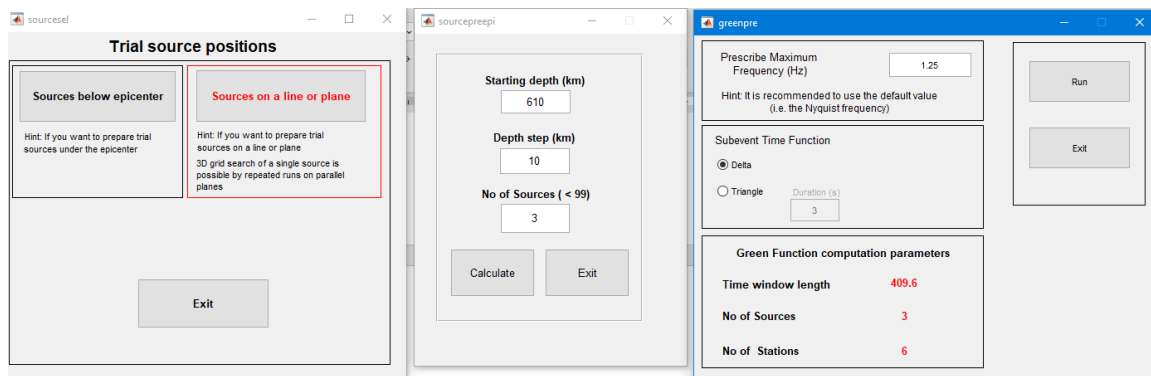 sourcesel
Trial source positions
Sources below epicenter
Hint: If you want to prepare trial
sources under the epicenter
Sources on a line or plane
Hint: If you want to prepare trial
sources on a line or plane
3D grid search of a single source is
possible by repeated runs on parallel
planes
Exit
sourcepreepi
Starting depth (km)
610
Depth step (km)
10
No of Sources ( < 99)
3
Calculate
Exit
greenpre
Prescribe Maximum
Frequency (Hz)
1.25
Hint: It is recommended to use the default value
(i.e. the Nyquist frequency)
Subevent Time Function
Delta
Triangle
Duration (s)
3
Green Function computation parameters
Time window length 409.6
No of Sources 3
No of Stations 6
Run
Exit